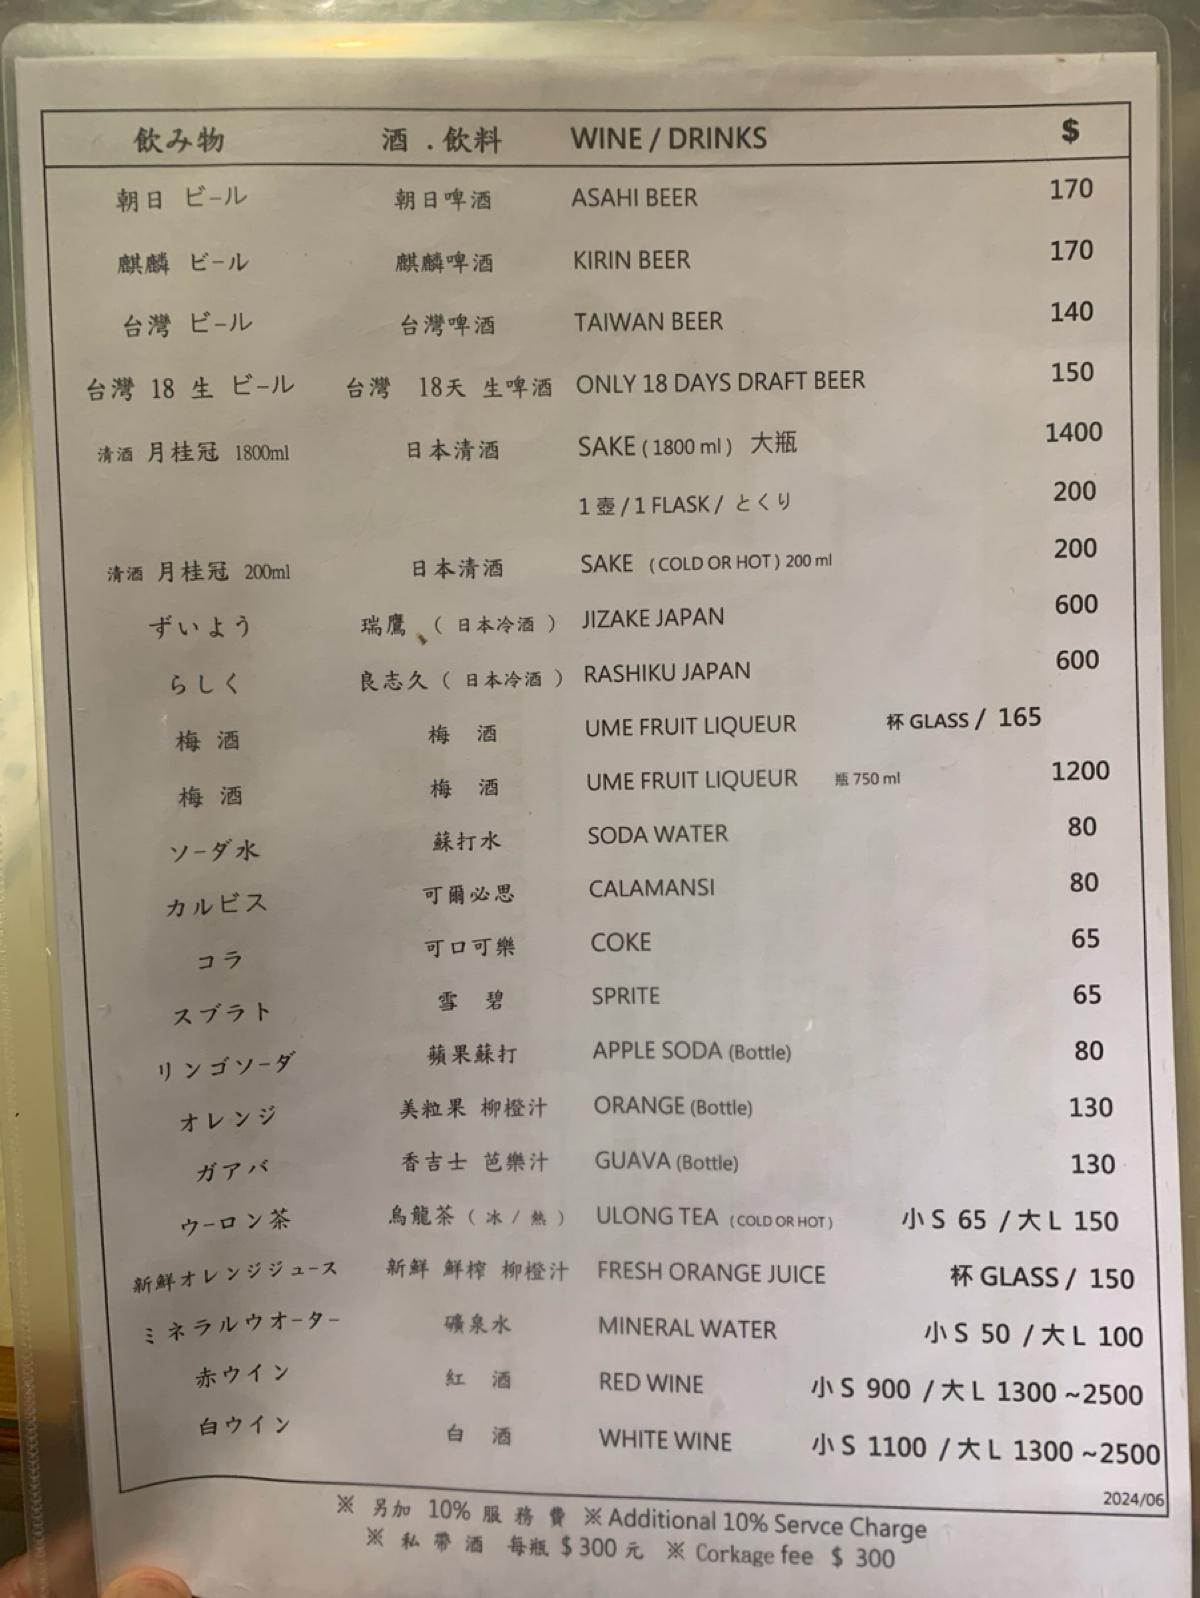 飲み物 酒 . 飲料 WINE / DRINKS $
朝日 ビ-ル 朝日啤酒 ASAHI BEER 170
麒麟 ビ-ル 麒麟啤酒 KIRIN BEER 170
台灣 ビ-ル 台灣啤酒 TAIWAN BEER 140
台灣 18 生 ビ-ル 台灣 18天 生啤酒 ONLY 18 DAYS DRAFT BEER 150
清酒 月桂冠 1800ml 日本清酒 SAKE ( 1800 ml ) 大瓶 1400
1 壺 / 1 FLASK / とくり 200
清酒 月桂冠 200ml 日本清酒 SAKE ( COLD OR HOT ) 200 ml 200
ずいよう 瑞鷹 ( 日本冷酒 ) JIZAKE JAPAN 600
らしく 良志久 ( 日本冷酒 ) RASHIKU JAPAN 600
梅 酒 梅 酒 UME FRUIT LIQUEUR 杯 GLASS / 165
梅 酒 梅 酒 UME FRUIT LIQUEUR 瓶 750 ml 1200
ソ-ダ水 蘇打水 SODA WATER 80
カルビス 可爾必思 CALAMANSI 80
コラ 可口可樂 COKE 65
スブラト 雪 碧 SPRITE 65
リンゴソ-ダ 蘋果蘇打 APPLE SODA (Bottle) 80
オレンジ 美粒果 柳橙汁 ORANGE (Bottle) 130
ガアバ 香吉士 芭樂汁 GUAVA (Bottle) 130
ウ-ロン茶 烏龍茶 ( 冰 / 熱 ) ULONG TEA ( COLD OR HOT ) 小 S 65 / 大 L 150
新鮮オレンジジュ-ス 新鮮 鮮榨 柳橙汁 FRESH ORANGE JUICE 杯 GLASS / 150
ミネラルウオ-タ- 礦泉水 MINERAL WATER 小 S 50 / 大 L 100
赤ウイン 紅 酒 RED WINE 小 S 900 / 大 L 1300 ~2500
白ウイン 白 酒 WHITE WINE 小 S 1100 / 大 L 1300 ~2500
2024/06
※ 另加 10% 服 務 費 ※ Additional 10% Servce Charge
※ 私 帶 酒 每瓶 $ 300 元 ※ Corkage fee $ 300